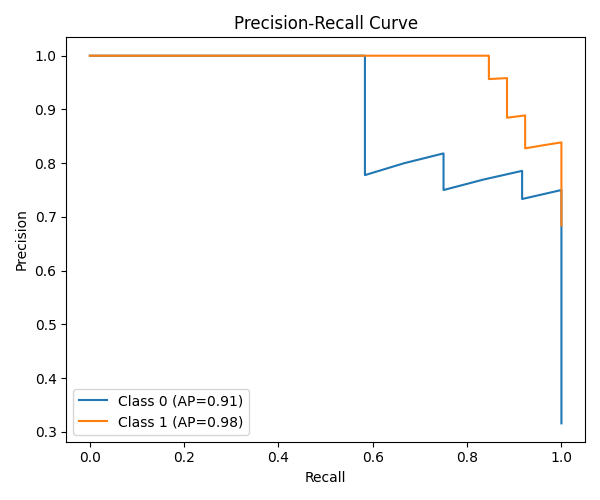 Precision-Recall Curve
1.0
0.9
0.8
0.7
0.6
0.5
0.4
0.3
Precision
Class 0 (AP=0.91)
Class 1 (AP=0.98)
0.0 0.2 0.4 0.6 0.8 1.0
Recall